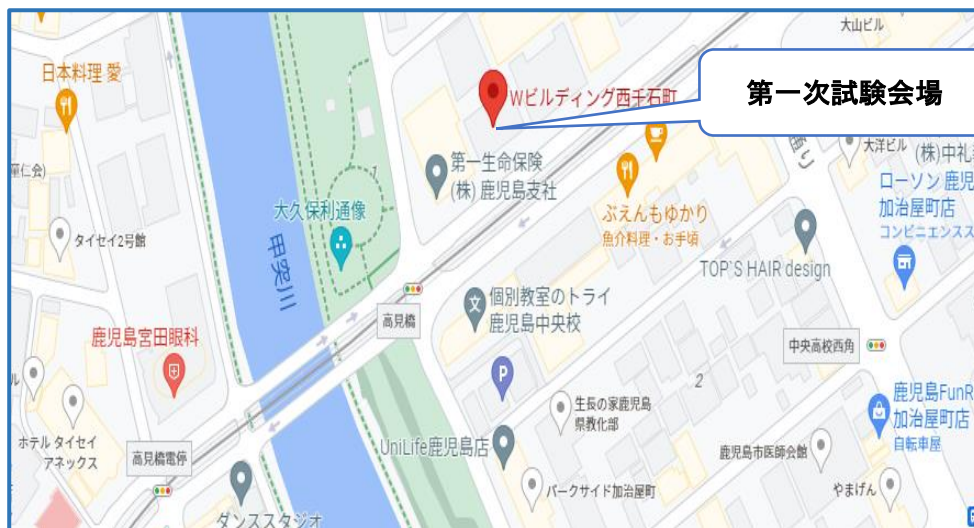 大山ビル
日本料理 愛
Wビルディング西千石町
第一次試験会場
童仁会)
第一生命保険
(株) 鹿児島支社
大久保利通像
タイセイ2号館
甲突川
1
ぶえんもゆかり
魚介料理・お手頃
通り
大洋ビル
(株)中礼
ローソン 鹿児
加治屋町店
コンビニエンスス
TOP'S HAIR design
高見橋
個別教室のトライ
鹿児島中央校
鹿児島宮田眼科
中央高校西角
P
2
生長の家鹿児島
県教化部
鹿児島FunR
加治屋町店
自転車屋
ル
ホテル タイセイ
アネックス
高見橋電停
UniLife鹿児島店
鹿児島市医師会館
パークサイド加治屋町
やまげん
ダンススタジオ